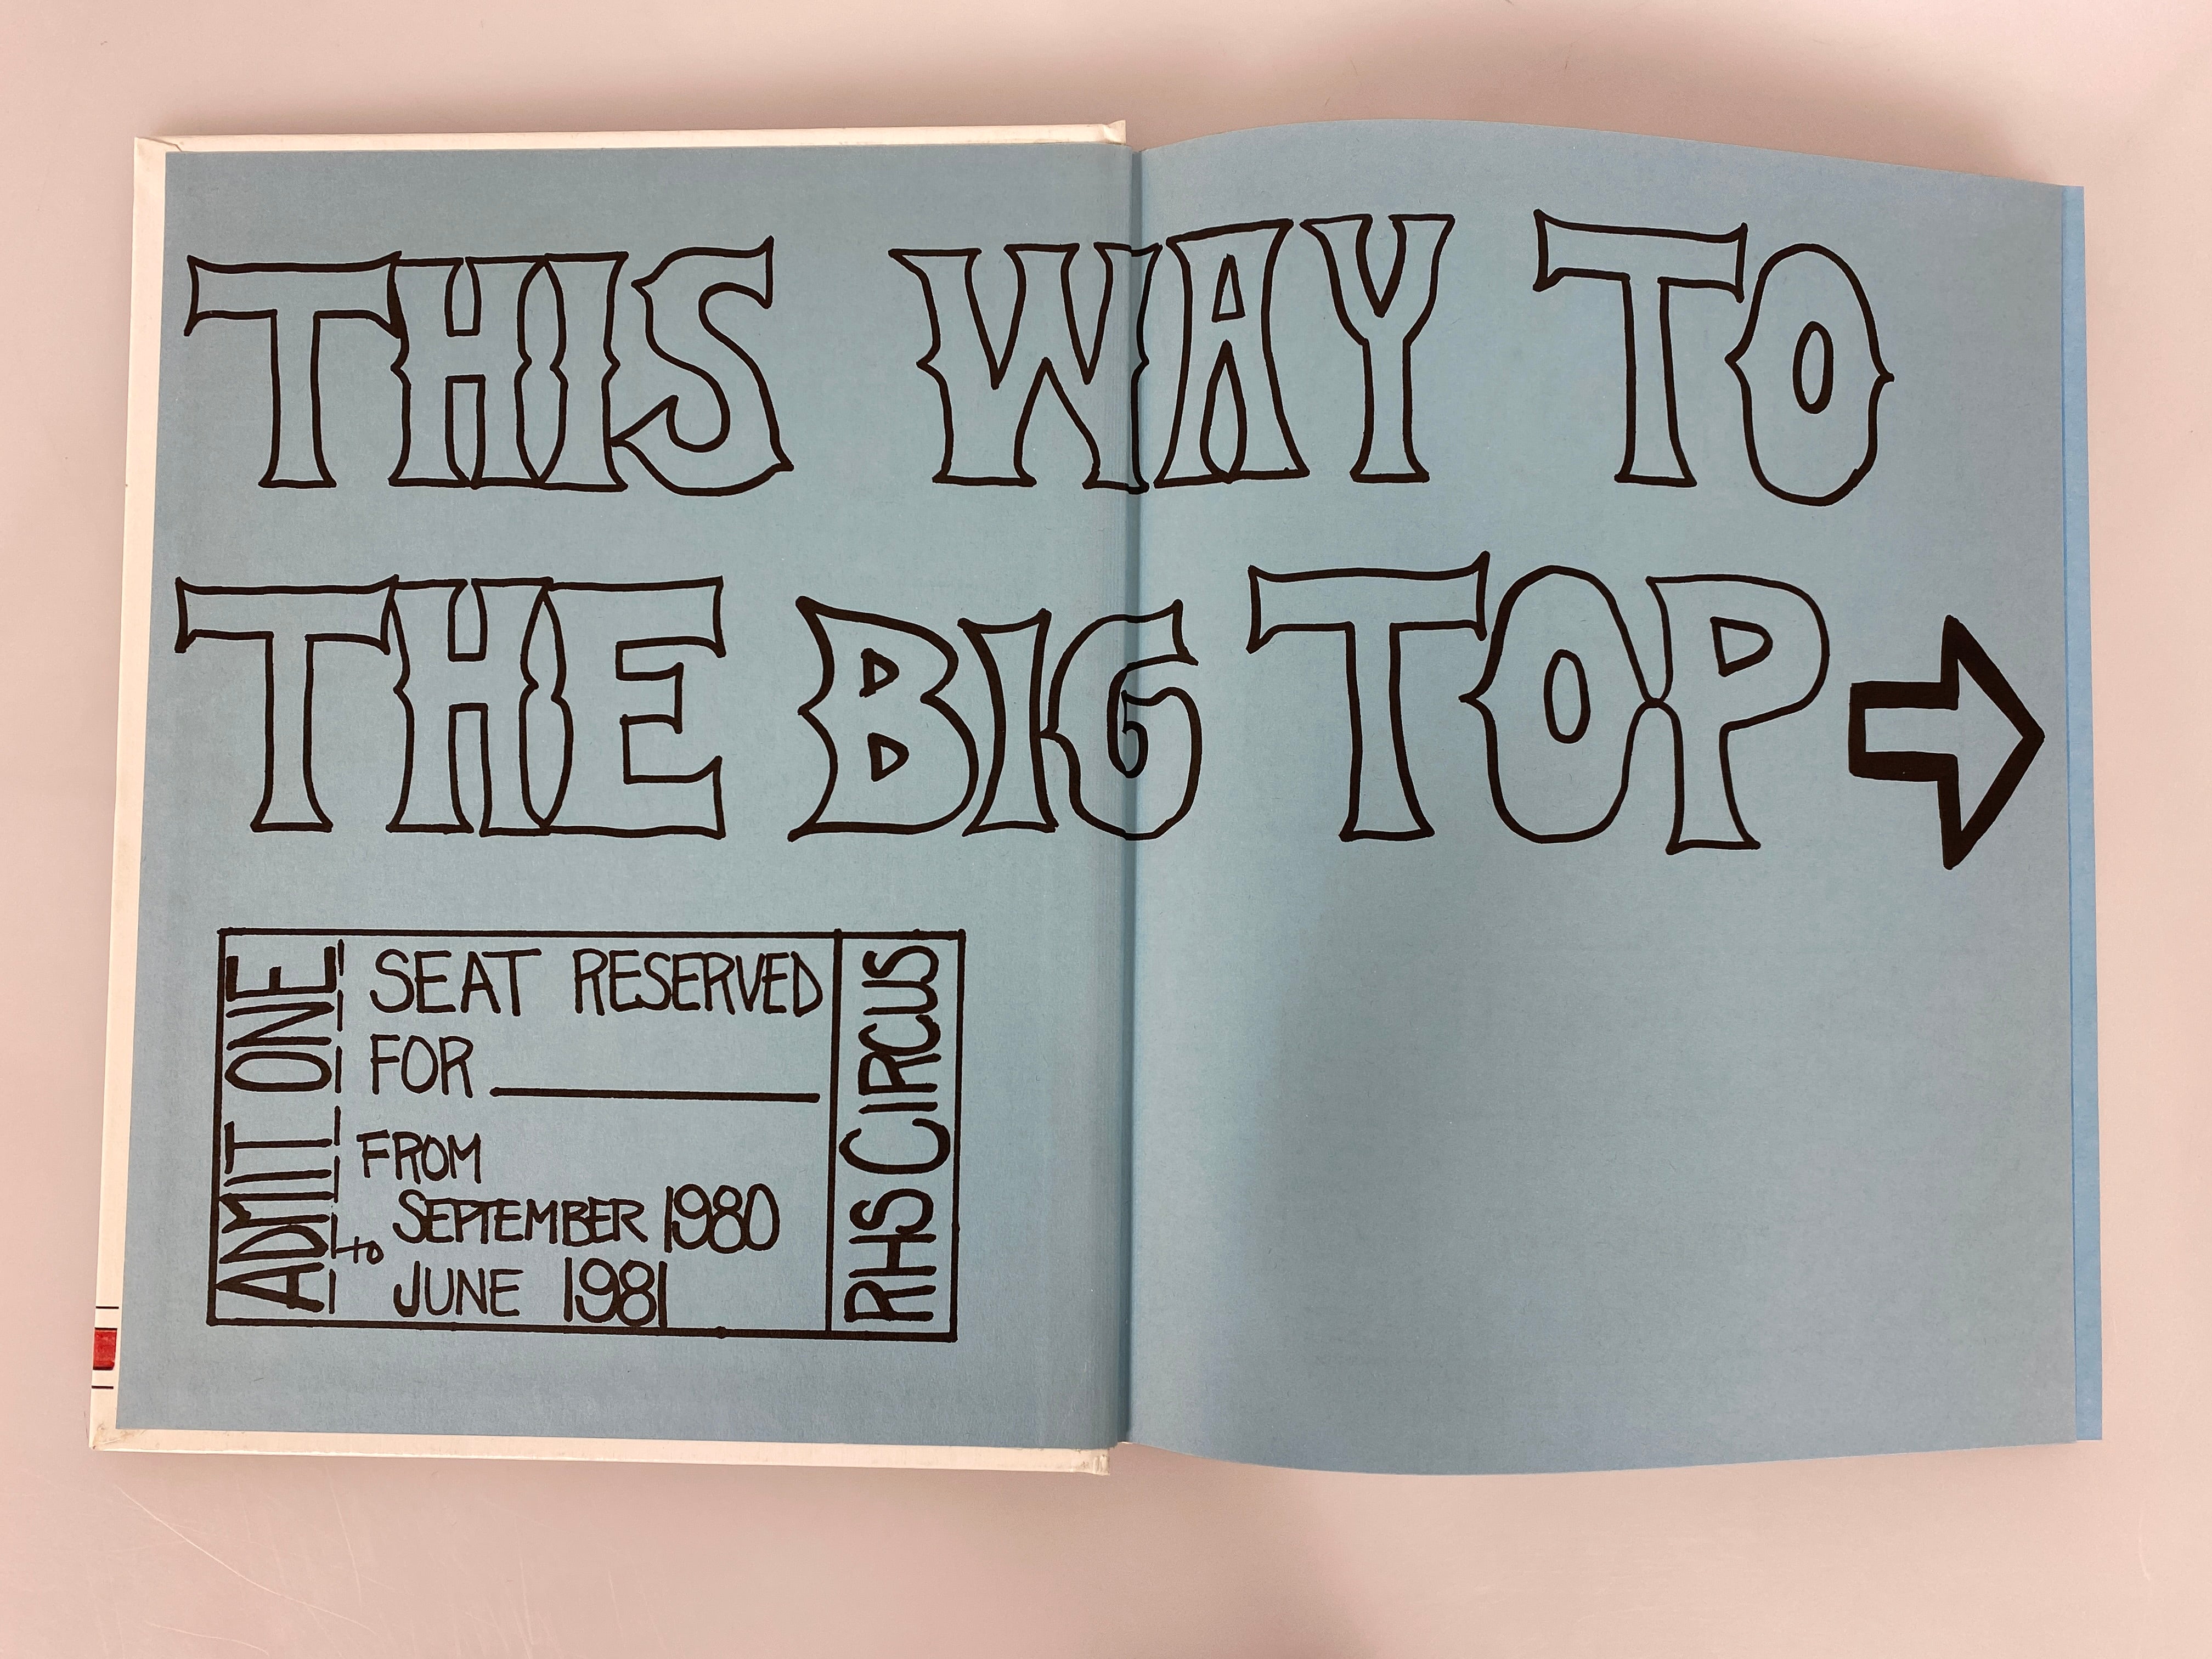 THIS WAY TO
THE BIG TOP
ADMIT ONE
SEAT RESERVED
FOR
FROM
SEPTEMBER 1980
to
JUNE 1981
RHS CIRCUS